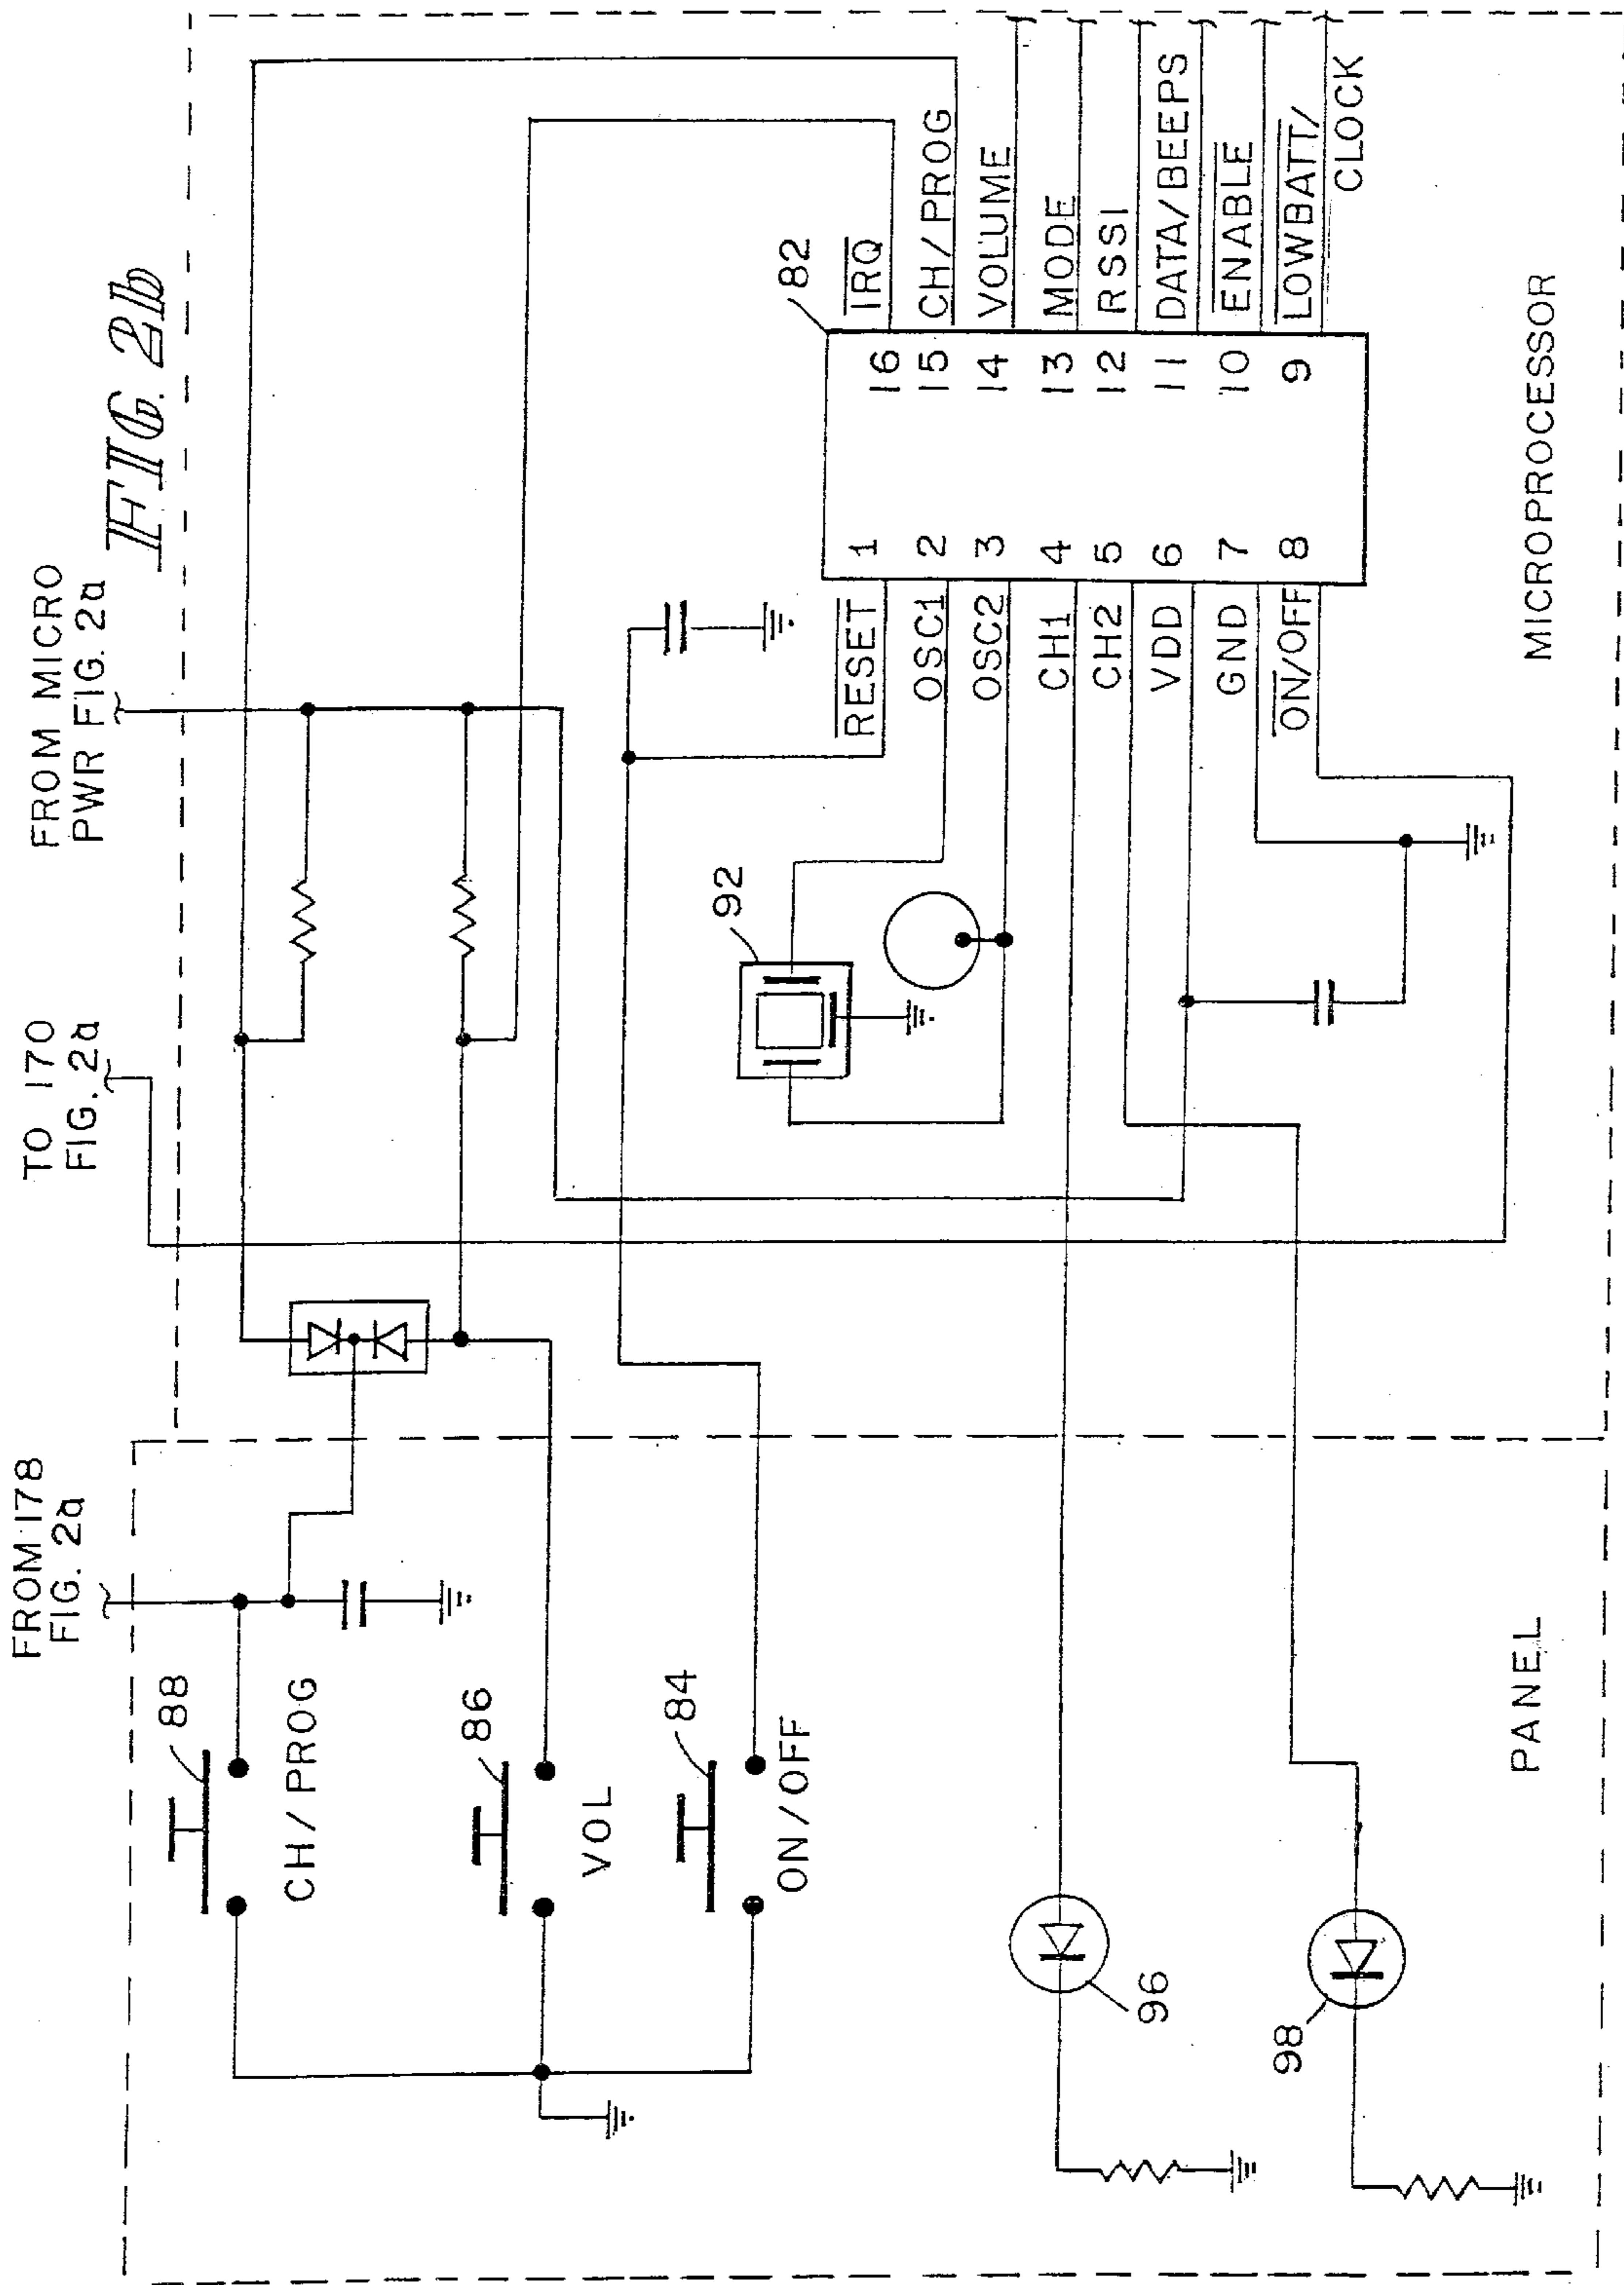 FIG. 2b
FROM 178
FIG. 2a
TO 170
FIG. 2a
FROM MICRO
PWR FIG. 2a
88
CH/PROG
86
VOL
84
ON/OFF
96
98
PANEL
92
82
RESET
OSC1
OSC2
CH1
CH2
VDD
GND
ON/OFF
1
2
3
4
5
6
7
8
16
15
14
13
12
11
10
9
IRQ
CH/PROG
VOLUME
MODE
RSSI
DATA/BEEPS
ENABLE
LOWBATT/
CLOCK
MICROPROCESSOR